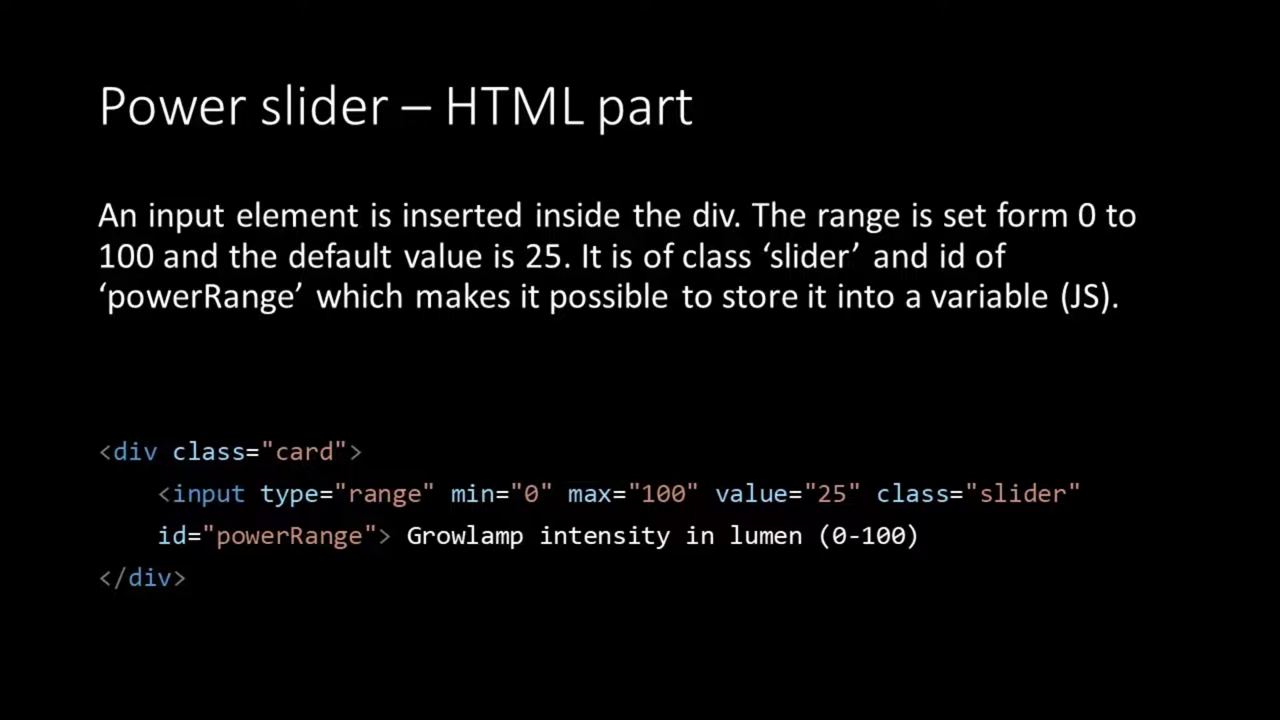 Power slider – HTML part
An input element is inserted inside the div. The range is set form 0 to
100 and the default value is 25. It is of class ‘slider’ and id of
‘powerRange’ which makes it possible to store it into a variable (JS).
<div class="card">
<input type="range" min="0" max="100" value="25" class="slider"
id="powerRange"> Growlamp intensity in lumen (0-100)
</div>